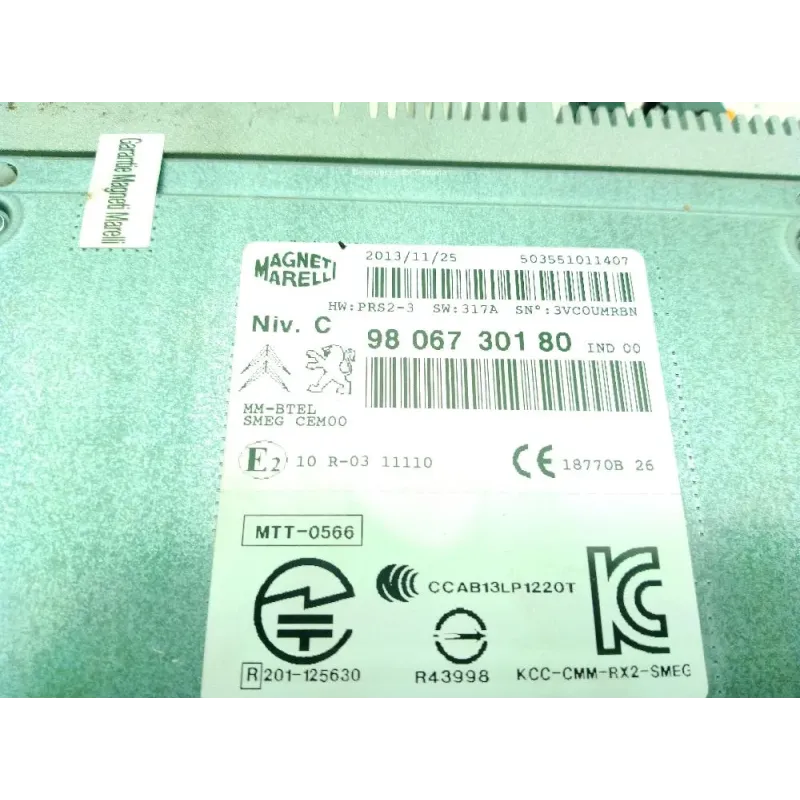 Garantie Magneti Marelli
MAGNETI
MARELLI
2013/11/25 503551011407
HW:PRS2-3 SW:317A SN°:3VCOUMRBN
Niv. C
98 067 301 80 IND 00
MM-BTEL
SMEG CEM00
E2 10 R-03 11110
CE 18770B 26
MTT-0566
CCAB13LP1220T
R 201-125630
R43998
KCC-CMM-RX2-SMEG